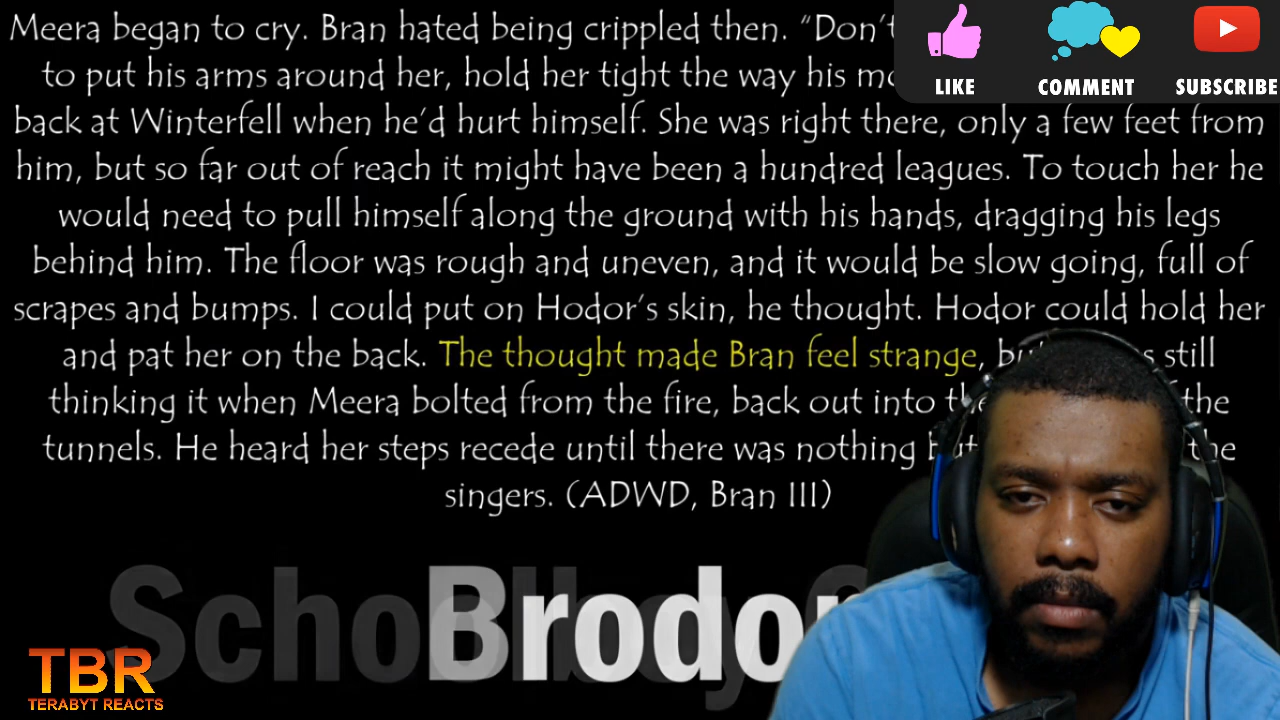 Meera began to cry. Bran hated being crippled then. “Don’t
to put his arms around her, hold her tight the way his
back at Winterfell when he’d hurt himself. She was right there, only a few feet from
him, but so far out of reach it might have been a hundred leagues. To touch her he
would need to pull himself along the ground with his hands, dragging his legs
behind him. The floor was rough and uneven, and it would be slow going, full of
scrapes and bumps. I could put on Hodor’s skin, he thought. Hodor could hold her
and pat her on the back. The thought made Bran feel strange, still
thinking it when Meera bolted from the fire, back out into the
tunnels. He heard her steps recede until there was nothing but the
singers. (ADWD, Bran III)
LIKE
COMMENT
SUBSCRIBE
TBR
TERABYT REACTS